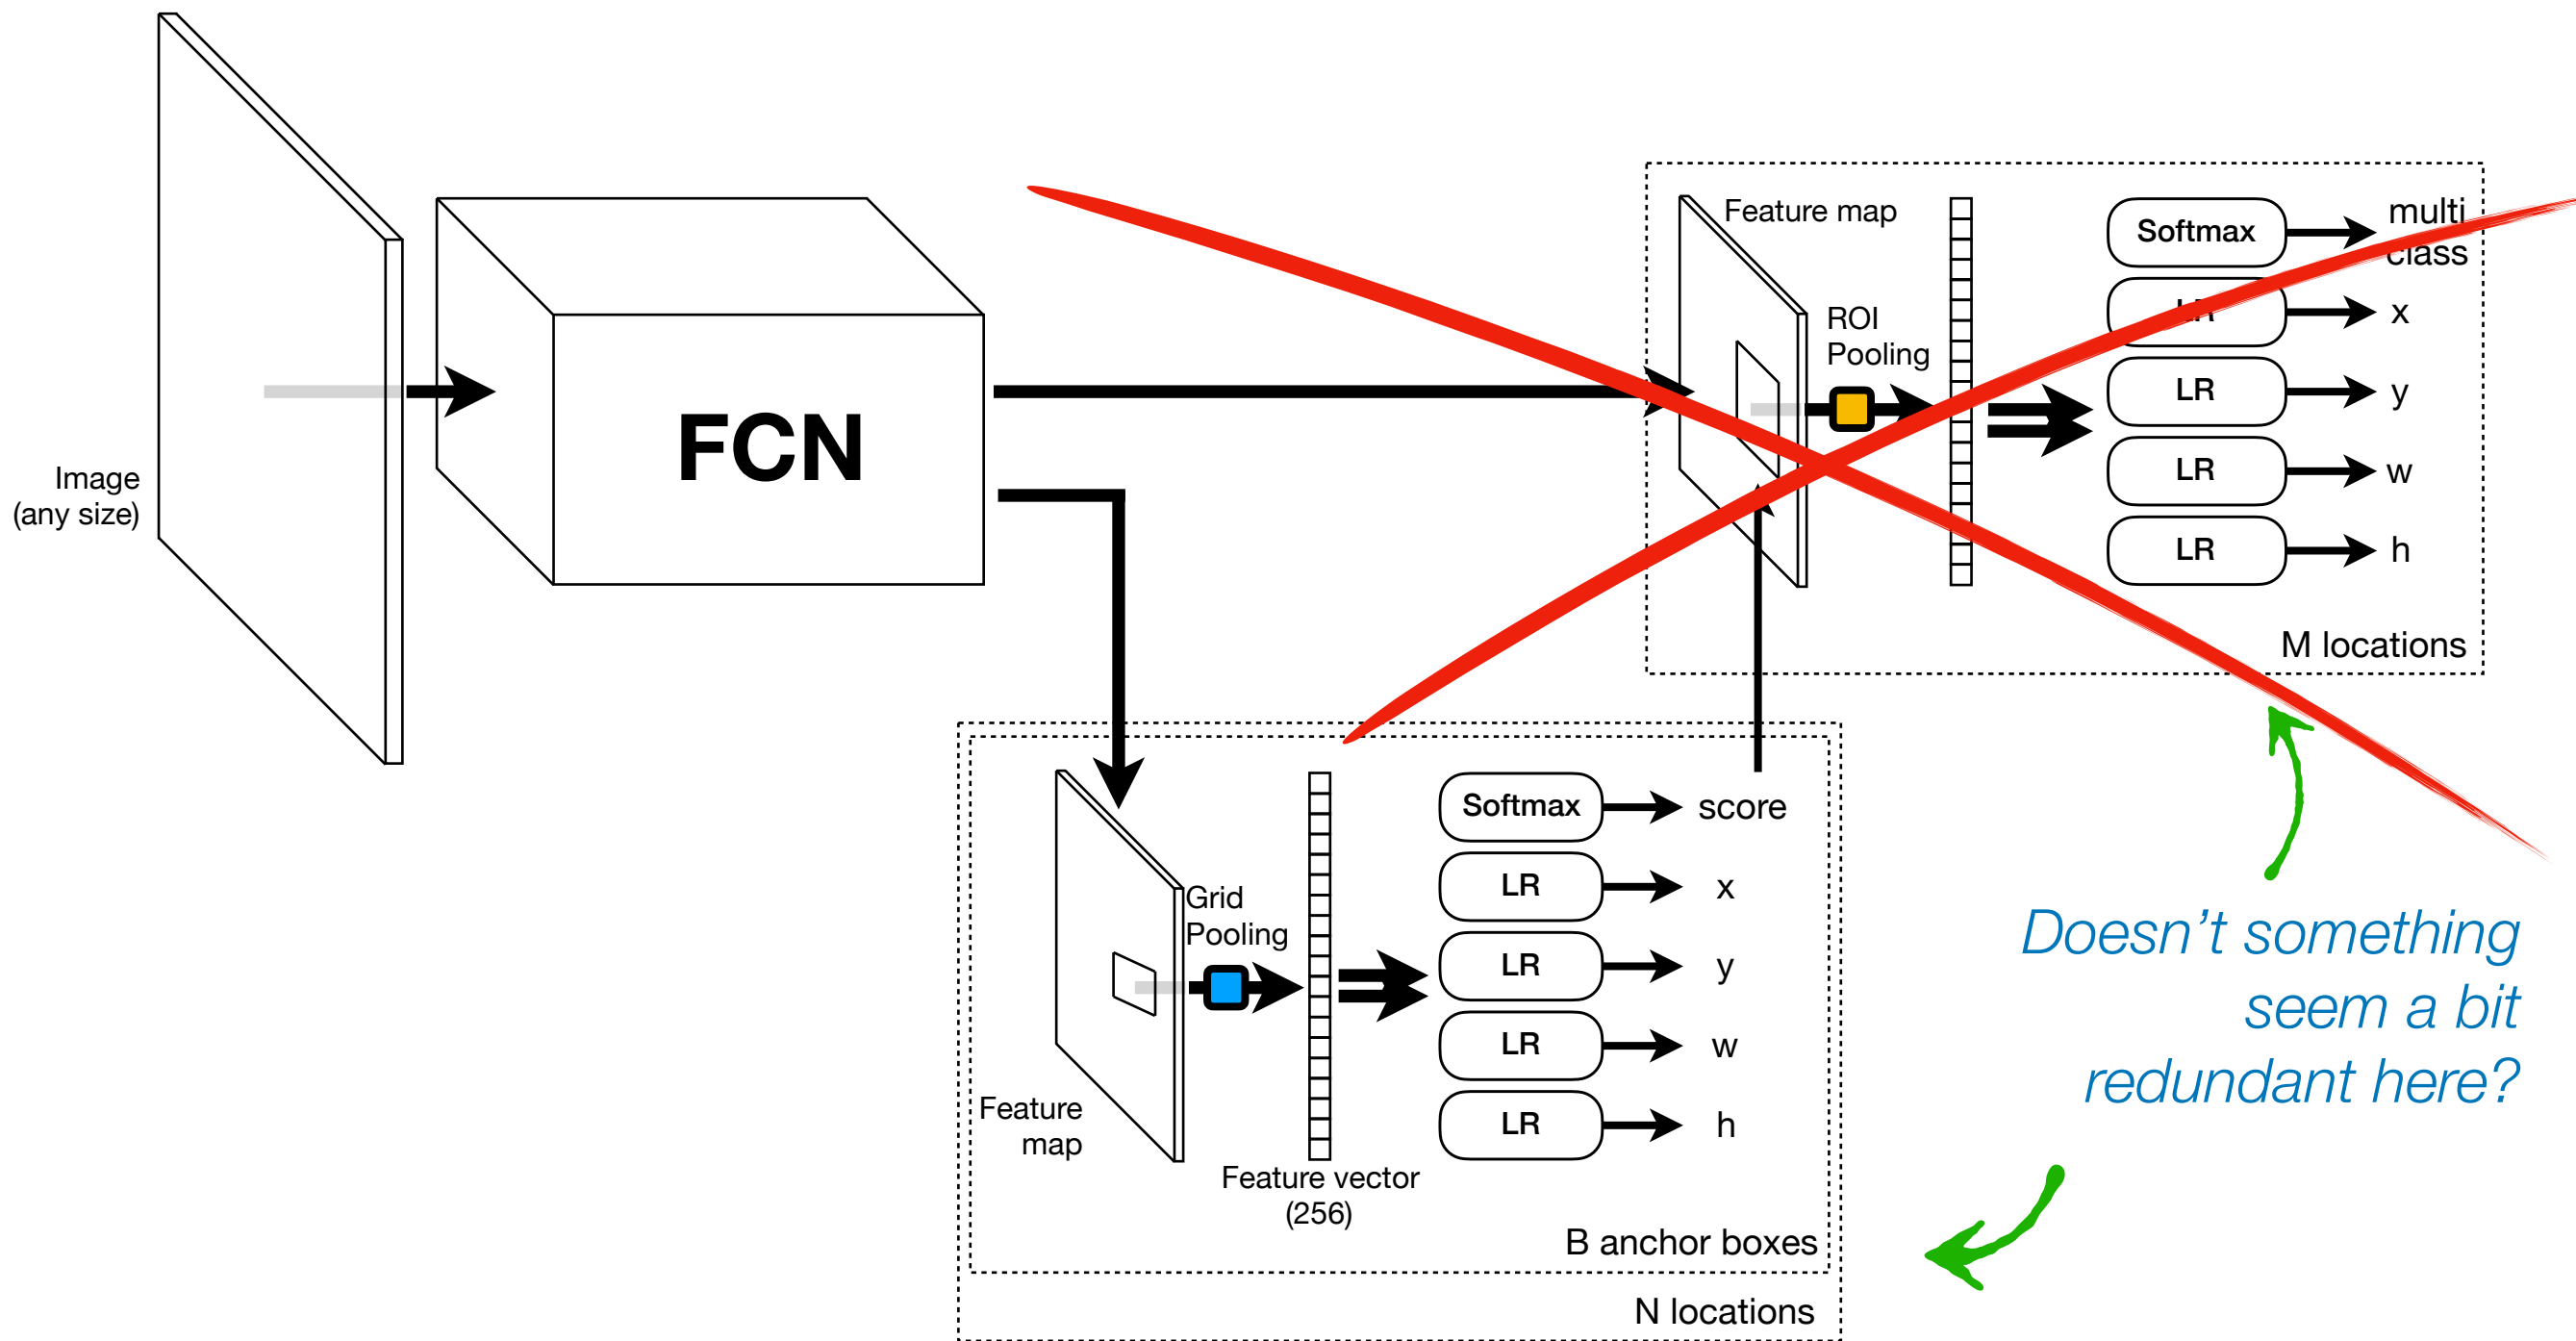 Image
(any size)
FCN
Feature map
ROI
Pooling
Softmax
multi
class
LR
x
LR
y
LR
w
LR
h
M locations
Feature
map
Grid
Pooling
Feature vector
(256)
Softmax
score
LR
x
LR
y
LR
w
LR
h
B anchor boxes
N locations
Doesn’t something
seem a bit
redundant here?